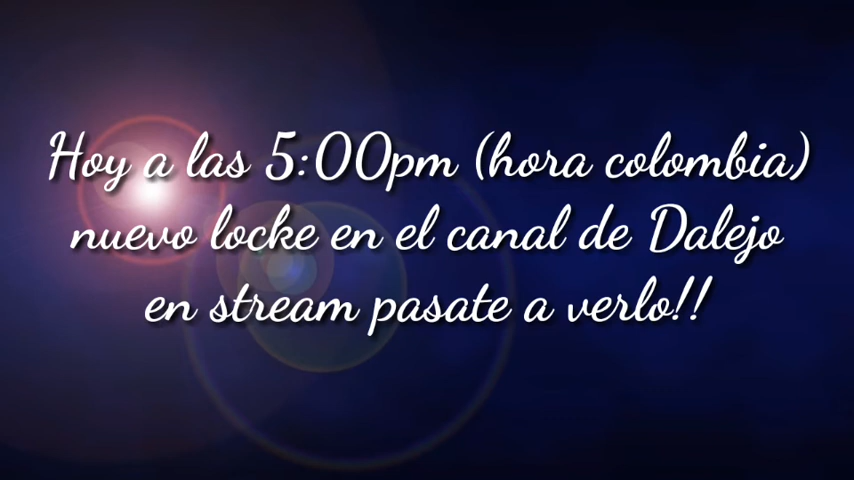 Hoy a las 5:00pm (hora colombia)
nuevo locke en el canal de Dalejo
en stream pasate a verlo!!